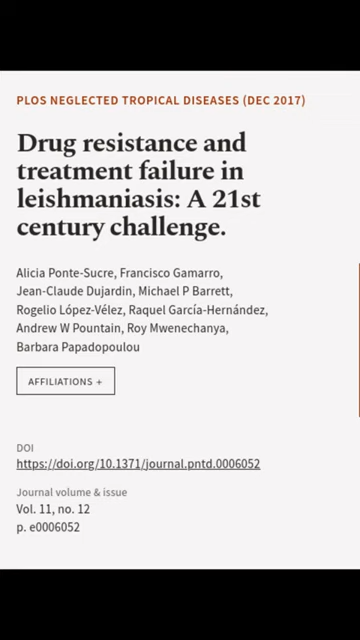 PLOS NEGLECTED TROPICAL DISEASES (DEC 2017)
Drug resistance and
treatment failure in
leishmaniasis: A 21st
century challenge.
Alicia Ponte-Sucre, Francisco Gamarro,
Jean-Claude Dujardin, Michael P Barrett,
Rogelio López-Vélez, Raquel García-Hernández,
Andrew W Pountain, Roy Mwenechanya,
Barbara Papadopoulou
AFFILIATIONS +
DOI
https://doi.org/10.1371/journal.pntd.0006052
Journal volume & issue
Vol. 11, no. 12
p. e0006052